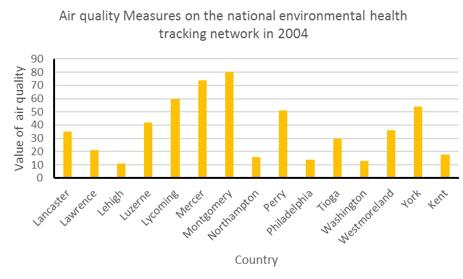 Air quality Measures on the national environmental health
tracking network in 2004
Value of air quality
90
80
70
60
50
40
30
20
10
0
Lancaster
Lawrence
Lehigh
Luzerne
Lycoming
Mercer
Montgomery
Northampton
Perry
Philadelphia
Tioga
Washington
Westmoreland
York
Kent
Country